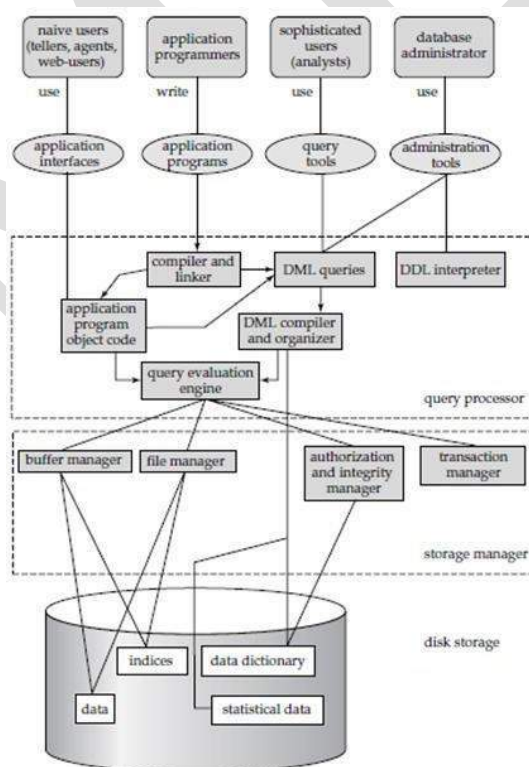 naive users
(tellers, agents,
web-users)
application
programmers
sophisticated
users
(analysts)
database
administrator
use
write
use
use
application
interfaces
application
programs
query
tools
administration
tools
compiler and
linker
DML queries
DDL interpreter
application
program
object code
DML compiler
and organizer
query evaluation
engine
query processor
buffer manager
file manager
authorization
and integrity
manager
transaction
manager
storage manager
disk storage
indices
data dictionary
data
statistical data